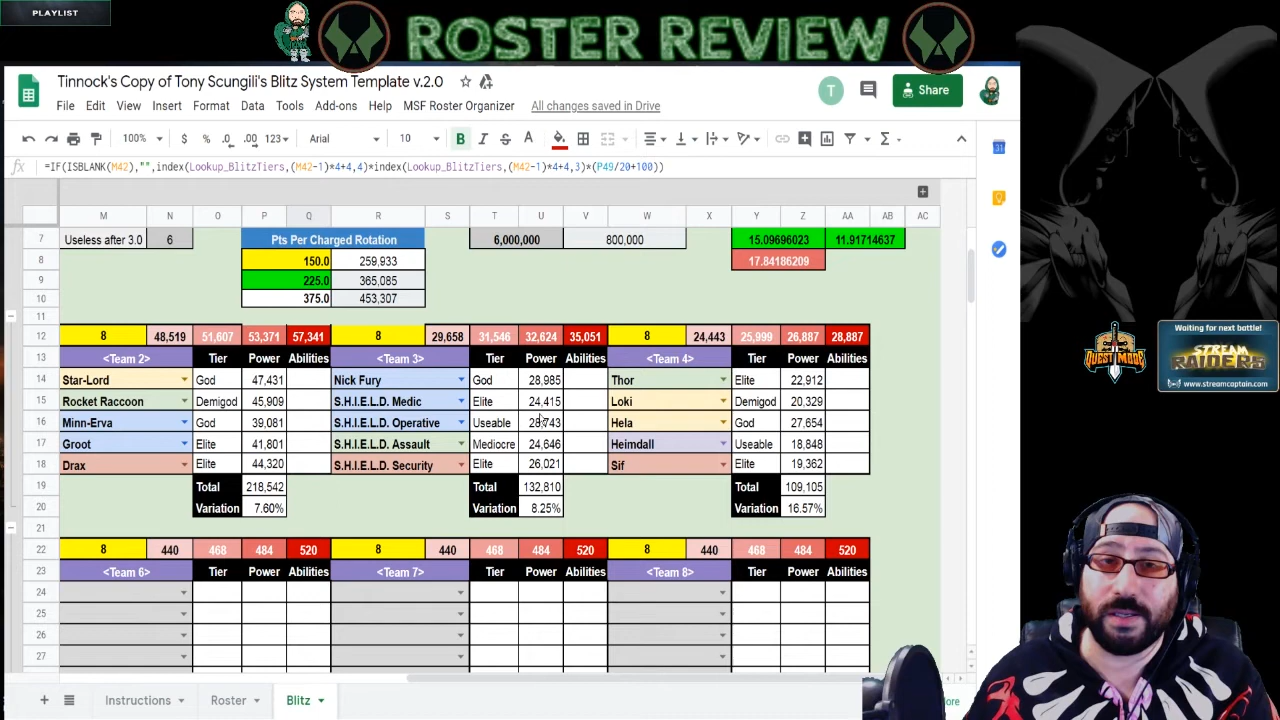 PLAYLIST
ROSTER REVIEW
Tinnock's Copy of Tony Scungili's Blitz System Template v.2.0
T
Share
File Edit View Insert Format Data Tools Add-ons Help MSF Roster Organizer All changes saved in Drive
100% $ % .0 .00 123 Arial 10 B I S A
fx =IF(ISBLANK(M42),"",index(Lookup_BlitzTiers,(M42-1)*4+4,4)*index(Lookup_BlitzTiers,(M42-1)*4+4,3)*(P49/20+100))
M N O P Q R S T U V W X Y Z AA AB AC
7 Useless after 3.0 6 Pts Per Charged Rotation 6,000,000 800,000 15.09696023 11.91714637
8 150.0 259,933 17.84186209
9 225.0 365,085
10 375.0 453,307
11
12 8 48,519 51,607 53,371 57,341 8 29,658 31,546 32,624 35,051 8 24,443 25,999 26,887 28,887
13 <Team 2> Tier Power Abilities <Team 3> Tier Power Abilities <Team 4> Tier Power Abilities
14 Star-Lord God 47,431 Nick Fury God 28,985 Thor Elite 22,912
15 Rocket Raccoon Demigod 45,909 S.H.I.E.L.D. Medic Elite 24,415 Loki Demigod 20,329
16 Minn-Erva Demigod 39,081 S.H.I.E.L.D. Operative Useable 28,743 Hela God 27,654
17 Groot Elite 41,801 S.H.I.E.L.D. Assault Mediocre 24,646 Heimdall Useable 18,848
18 Drax Elite 44,320 S.H.I.E.L.D. Security Elite 26,021 Sif Elite 19,362
19 Total 218,542 Total 132,810 Total 109,105
20 Variation 7.60% Variation 8.25% Variation 16.57%
21
22 8 440 468 484 520 8 440 468 484 520 8 440 468 484 520
23 <Team 6> Tier Power Abilities <Team 7> Tier Power Abilities <Team 8> Tier Power Abilities
24
25
26
27
Instructions Roster Blitz
31
QUEST MODE
Waiting for next battle!
STREAM
RAIDERS
www.streamcaptain.com